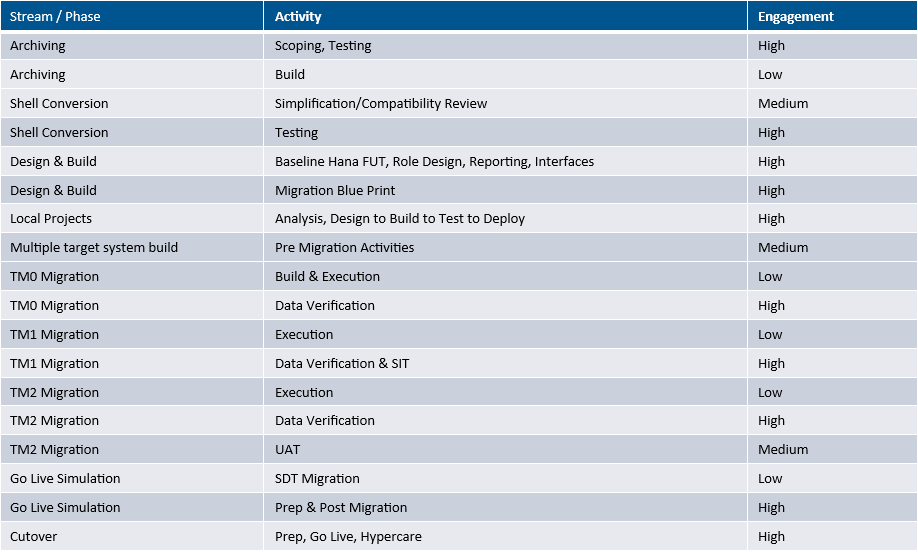 Stream / Phase Activity Engagement
Archiving Scoping, Testing High
Archiving Build Low
Shell Conversion Simplification/Compatibility Review Medium
Shell Conversion Testing High
Design & Build Baseline Hana FUT, Role Design, Reporting, Interfaces High
Design & Build Migration Blue Print High
Local Projects Analysis, Design to Build to Test to Deploy High
Multiple target system build Pre Migration Activities Medium
TM0 Migration Build & Execution Low
TM0 Migration Data Verification High
TM1 Migration Execution Low
TM1 Migration Data Verification & SIT High
TM2 Migration Execution Low
TM2 Migration Data Verification High
TM2 Migration UAT Medium
Go Live Simulation SDT Migration Low
Go Live Simulation Prep & Post Migration High
Cutover Prep, Go Live, Hypercare High